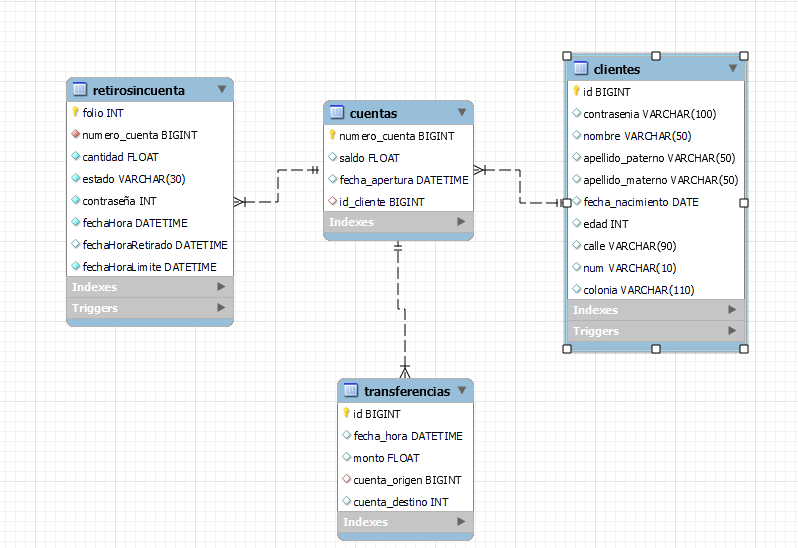 retirosincuenta
folio INT
numero_cuenta BIGINT
cantidad FLOAT
estado VARCHAR(30)
contraseña INT
fechaHora DATETIME
fechaHoraRetirado DATETIME
fechaHoraLimite DATETIME
Indexes
Triggers
cuentas
numero_cuenta BIGINT
saldo FLOAT
fecha_apertura DATETIME
id_cliente BIGINT
Indexes
clientes
id BIGINT
contrasenia VARCHAR(100)
nombre VARCHAR(50)
apellido_paterno VARCHAR(50)
apellido_materno VARCHAR(50)
fecha_nacimiento DATE
edad INT
calle VARCHAR(90)
num VARCHAR(10)
colonia VARCHAR(110)
Indexes
Triggers
transferencias
id BIGINT
fecha_hora DATETIME
monto FLOAT
cuenta_origen BIGINT
cuenta_destino INT
Indexes